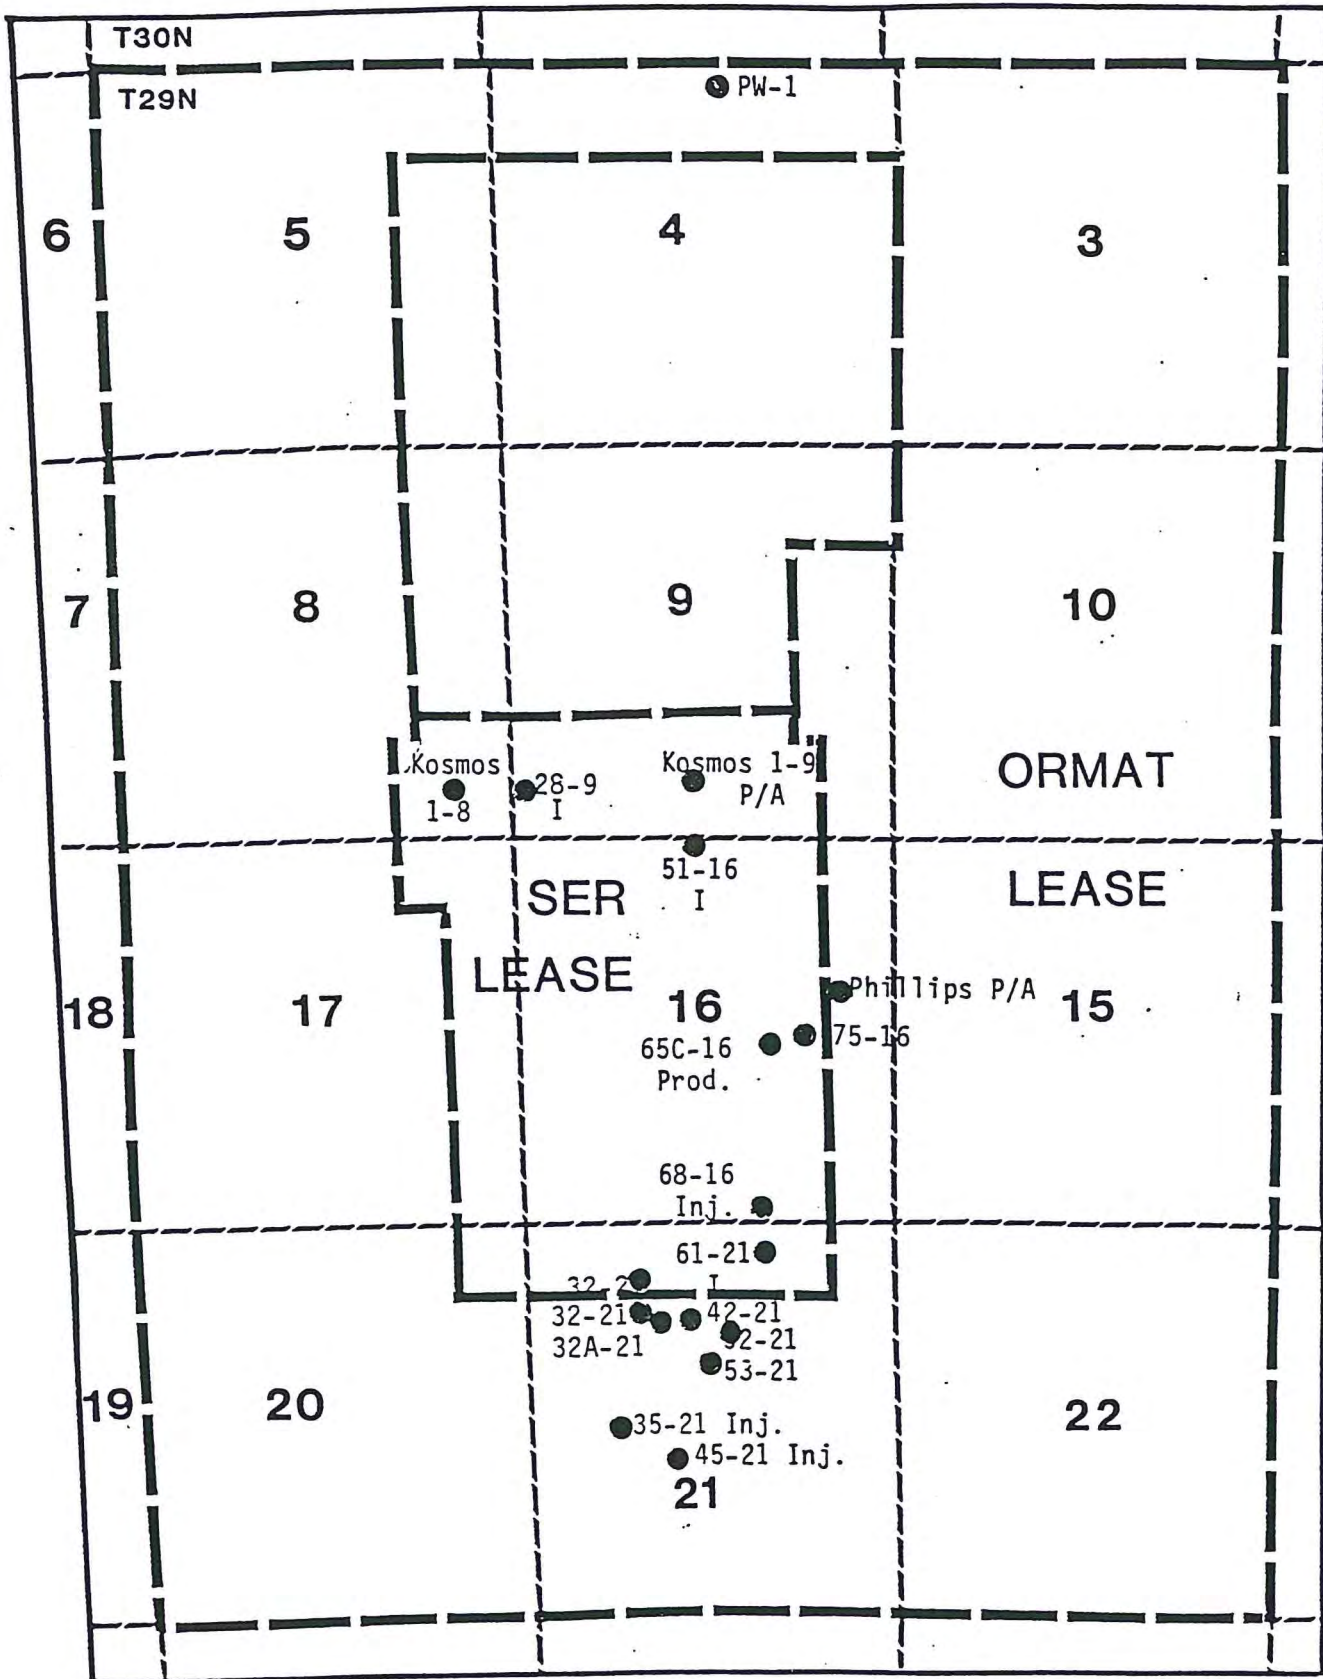 T30N
T29N
PW-1
6
5
4
3
7
8
9
10
Kosmos
1-8
28-9
I
Kosmos 1-9
P/A
ORMAT
LEASE
51-16
I
SER
LEASE
18
17
16
15
Phillips P/A
75-16
65C-16
Prod.
68-16
Inj.
61-21
I
32-2
32-21
32A-21
42-21
53-21
19
20
22
35-21 Inj.
45-21 Inj.
21